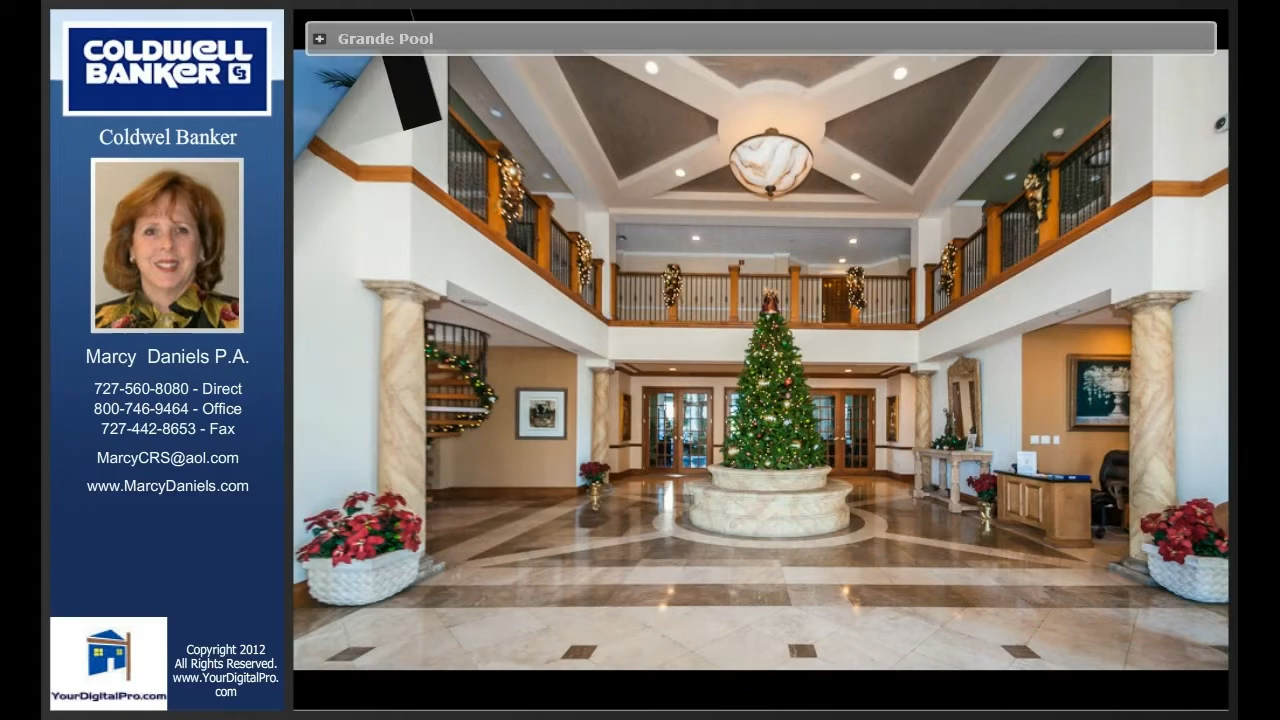 COLDWELL
BANKER
Coldwel Banker
Marcy Daniels P.A.
727-560-8080 - Direct
800-746-9464 - Office
727-442-8653 - Fax
MarcyCRS@aol.com
www.MarcyDaniels.com
YourDigitalPro.com
Copyright 2012
All Rights Reserved.
www.YourDigitalPro.
com
Grande Pool